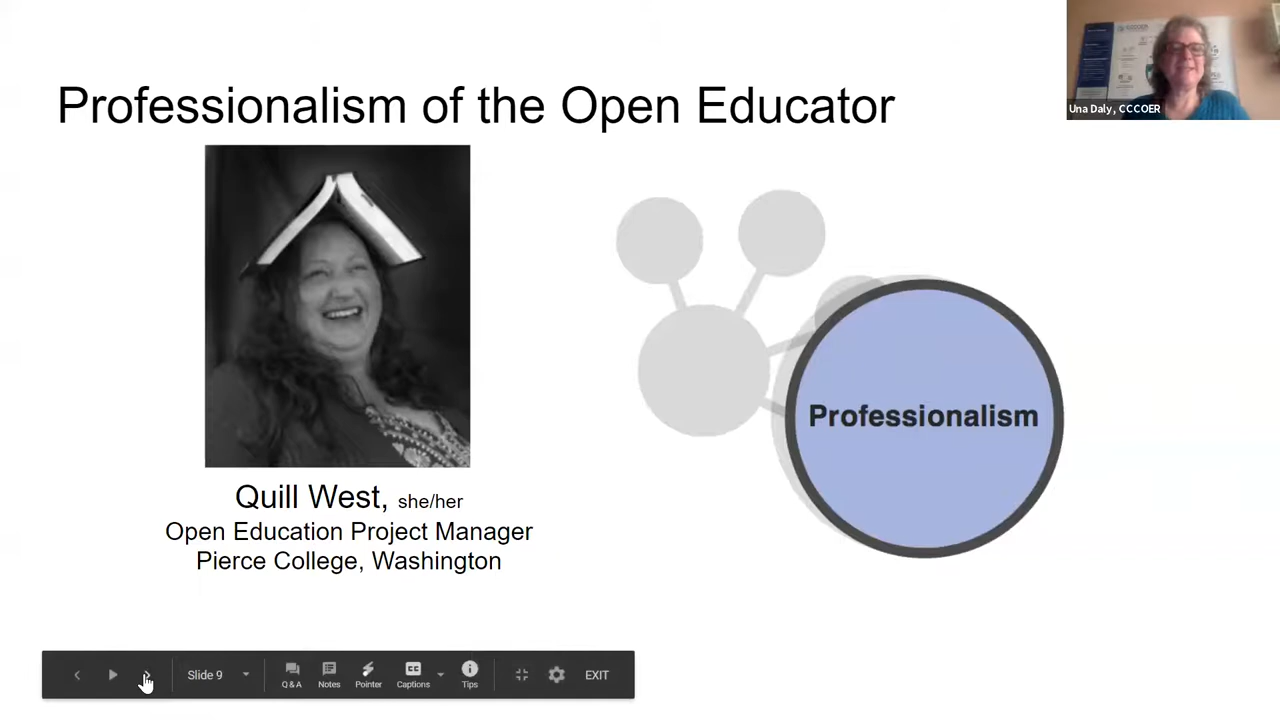 Professionalism of the Open Educator
Una Daly, CCCOER
Professionalism
Quill West, she/her
Open Education Project Manager
Pierce College, Washington
Slide 9
Q & A
Notes
Pointer
CC
Captions
Tips
EXIT